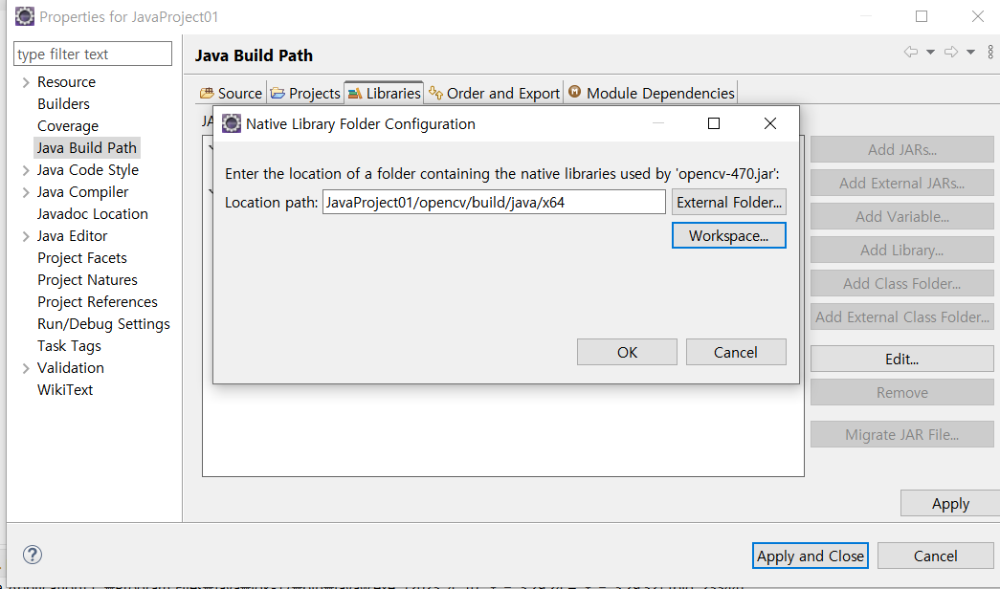 Properties for JavaProject01
type filter text
Resource
Builders
Coverage
Java Build Path
Java Code Style
Java Compiler
Javadoc Location
Java Editor
Project Facets
Project Natures
Project References
Run/Debug Settings
Task Tags
Validation
WikiText
Java Build Path
Source Projects Libraries Order and Export Module Dependencies
JA
Native Library Folder Configuration
Enter the location of a folder containing the native libraries used by 'opencv-470.jar':
Location path: JavaProject01/opencv/build/java/x64 External Folder...
Workspace...
OK Cancel
Add JARs...
Add External JARs...
Add Variable...
Add Library...
Add Class Folder...
Add External Class Folder...
Edit...
Remove
Migrate JAR File...
Apply
Apply and Close Cancel